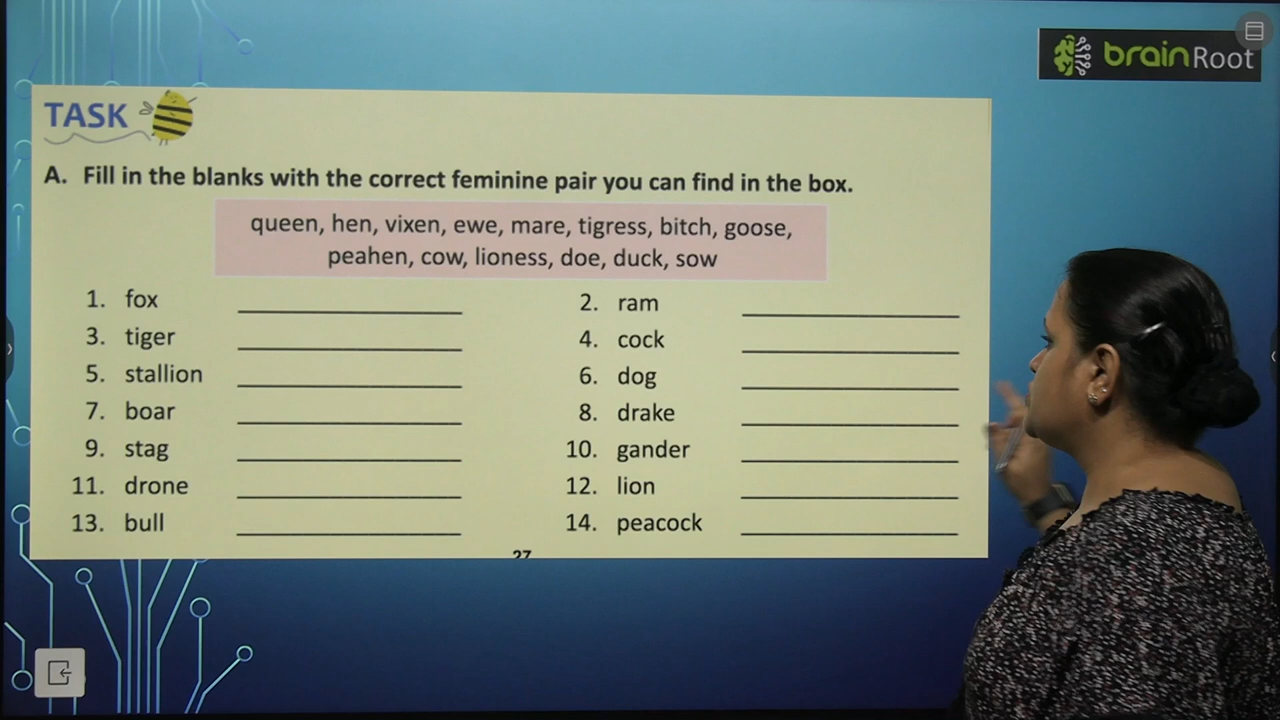 brainRoot
TASK
A. Fill in the blanks with the correct feminine pair you can find in the box.
queen, hen, vixen, ewe, mare, tigress, bitch, goose,
peahen, cow, lioness, doe, duck, sow
1. fox
2. ram
3. tiger
4. cock
5. stallion
6. dog
7. boar
8. drake
9. stag
10. gander
11. drone
12. lion
13. bull
14. peacock
27